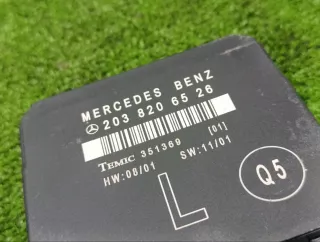 MERCEDES BENZ
203 820 65 26
[01]
TEMIC 351369
HW:08/01 SW:11/01
L
Q5